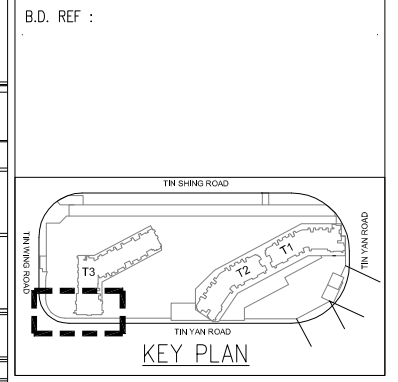 B.D. REF :
TIN SHING ROAD
TIN WING ROAD
TIN YAN ROAD
T1
T2
T3
TIN YAN ROAD
KEY PLAN